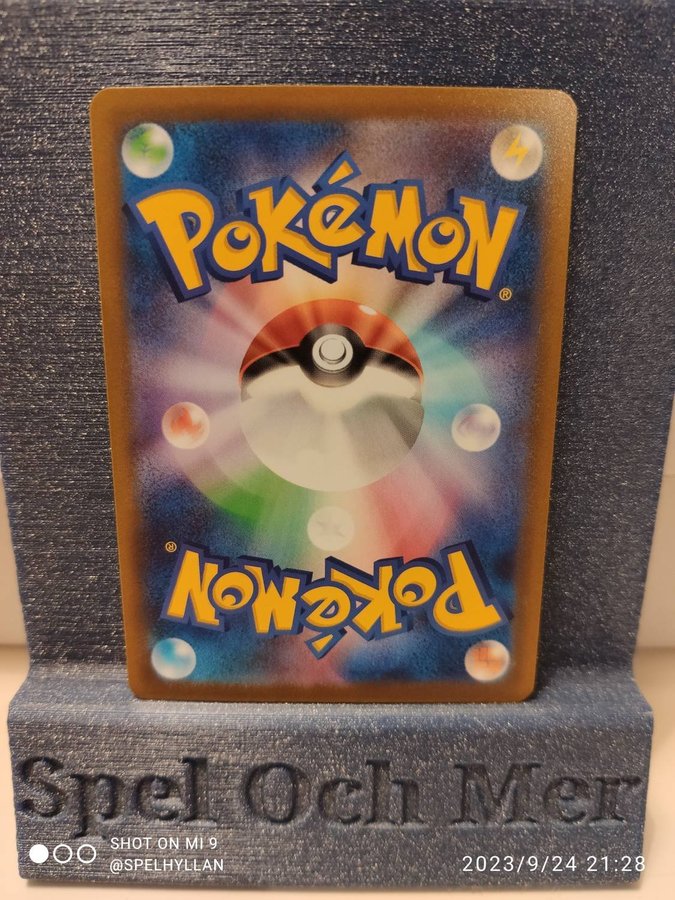 POKéMON
®
®
POKéMON
Spel Och Mer
SHOT ON MI 9
@SPELHYLLAN
2023/9/24 21:28